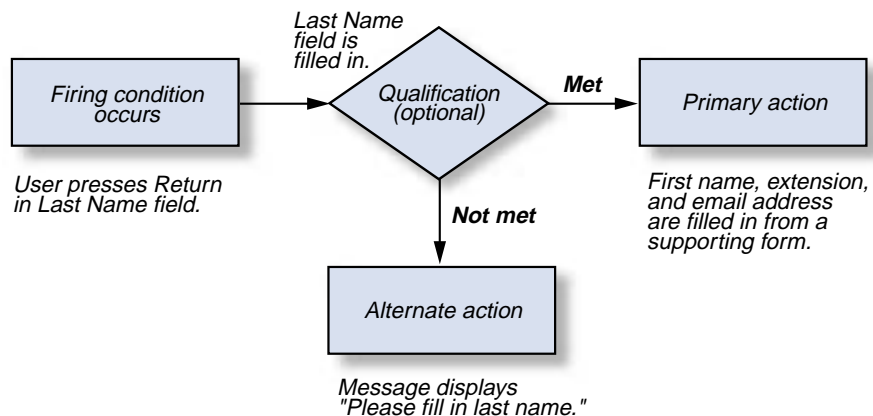 Last Name
field is
filled in.
Firing condition
occurs
Qualification
(optional)
Met
Primary action
User presses Return
in Last Name field.
First name, extension,
and email address
are filled in from a
supporting form.
Not met
Alternate action
Message displays
"Please fill in last name."